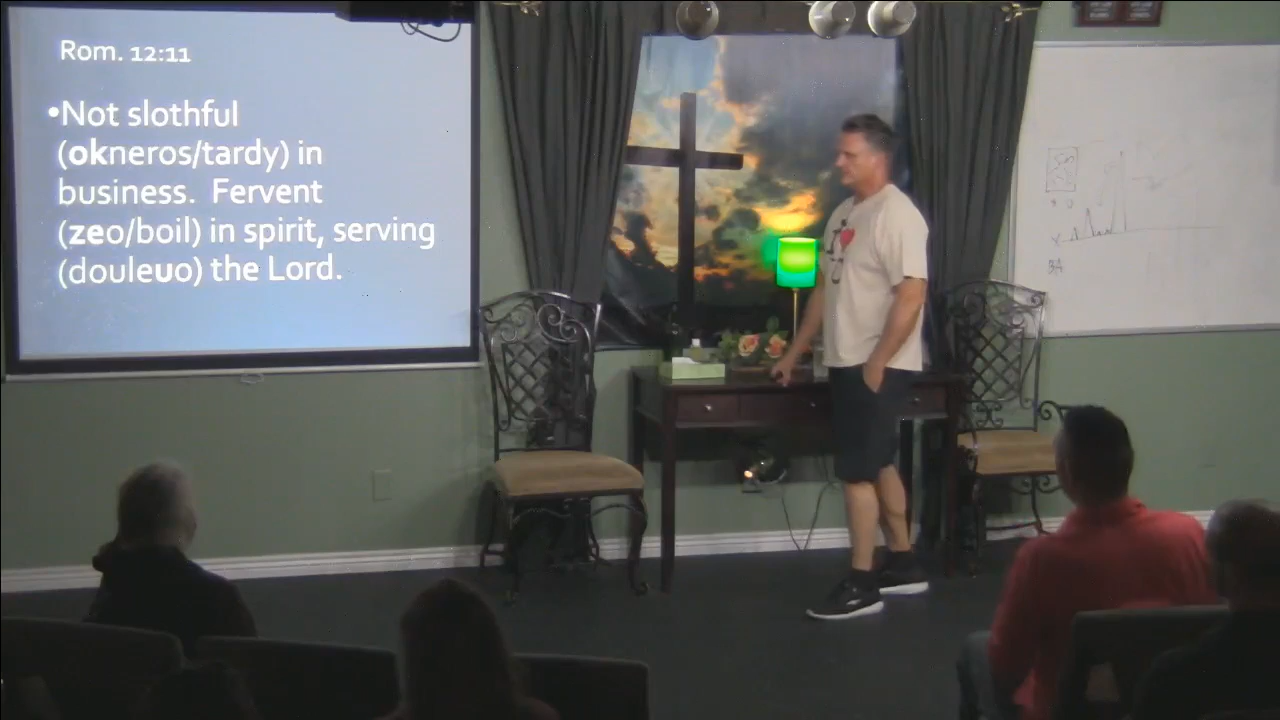 Rom. 12:11
•Not slothful
(okneros/tardy) in
business. Fervent
(zeo/boil) in spirit, serving
(douleuo) the Lord.